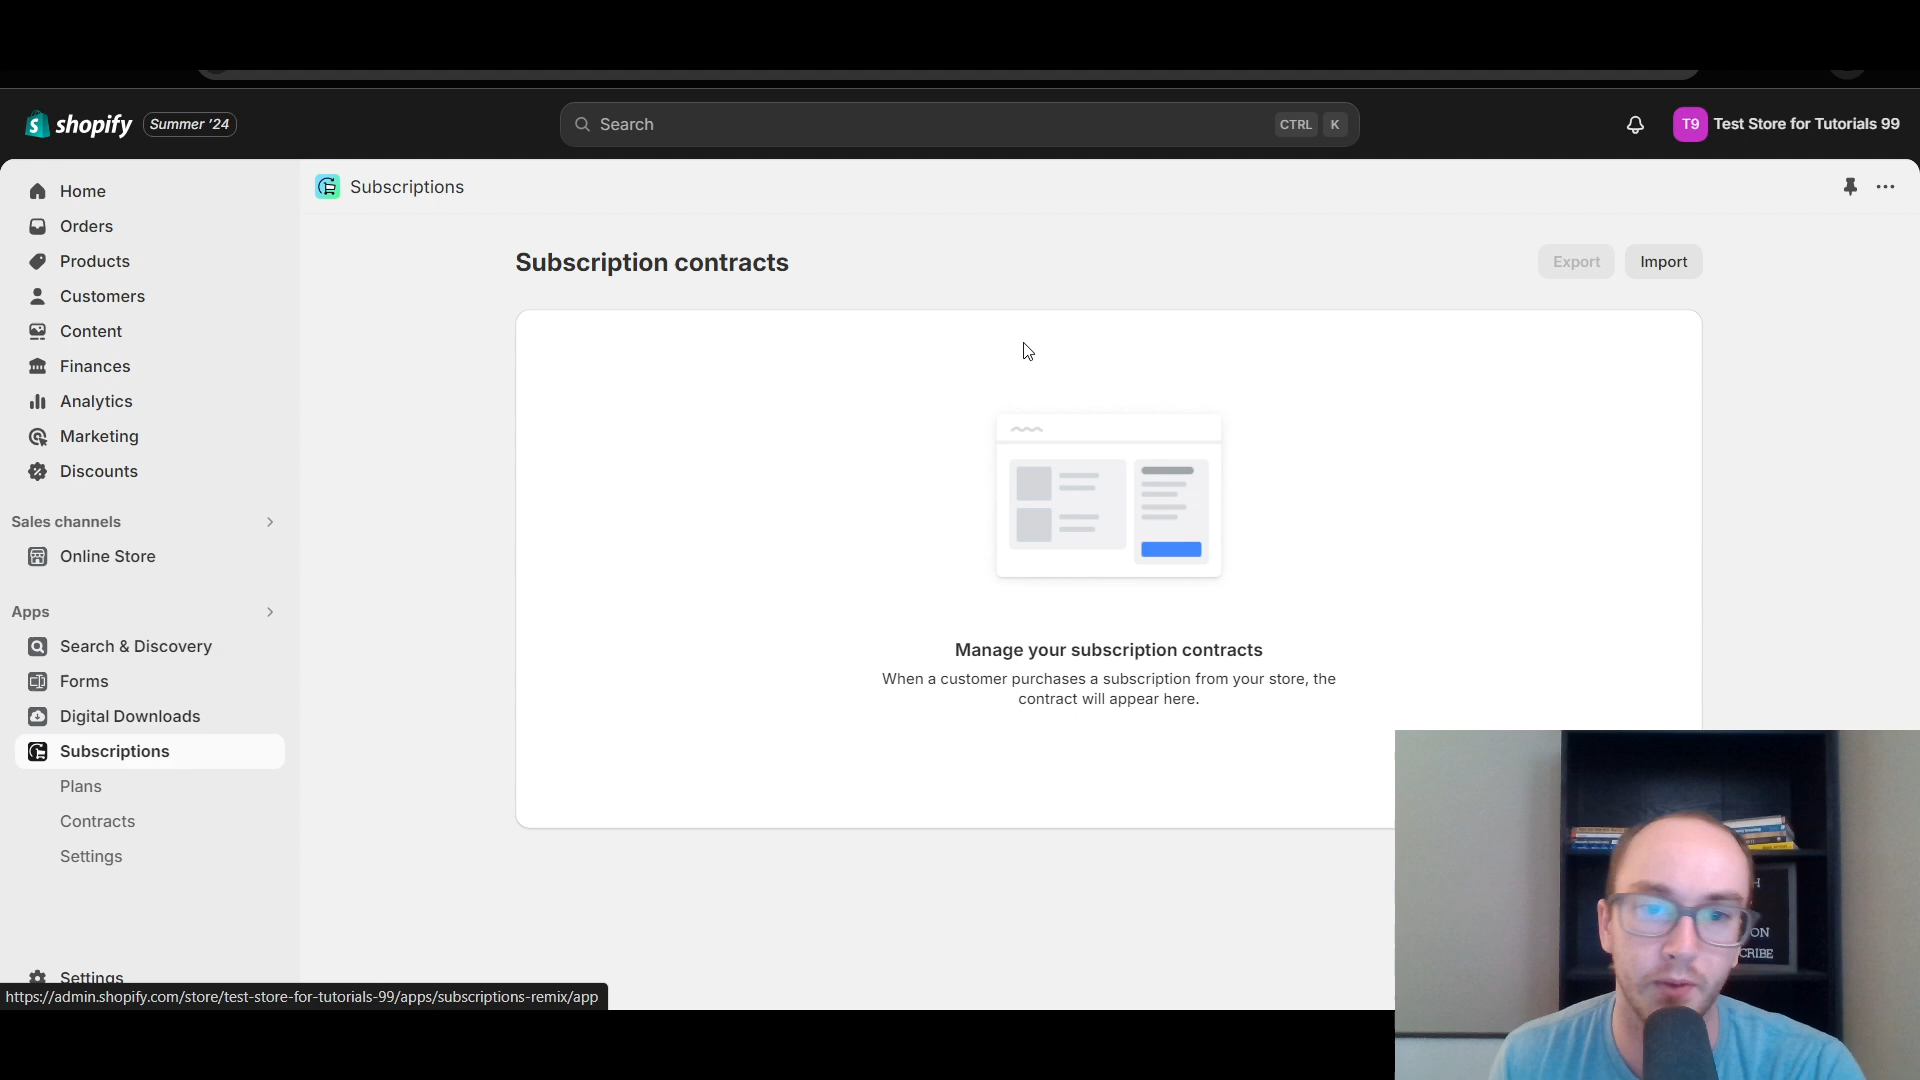 shopify
Summer '24
Search
CTRL K
T9
Test Store for Tutorials 99
Home
Orders
Products
Customers
Content
Finances
Analytics
Marketing
Discounts
Sales channels
Online Store
Apps
Search & Discovery
Forms
Digital Downloads
Subscriptions
Plans
Contracts
Settings
Settings
https://admin.shopify.com/store/test-store-for-tutorials-99/apps/subscriptions-remix/app
Subscriptions
Subscription contracts
Export
Import
Manage your subscription contracts
When a customer purchases a subscription from your store, the
contract will appear here.